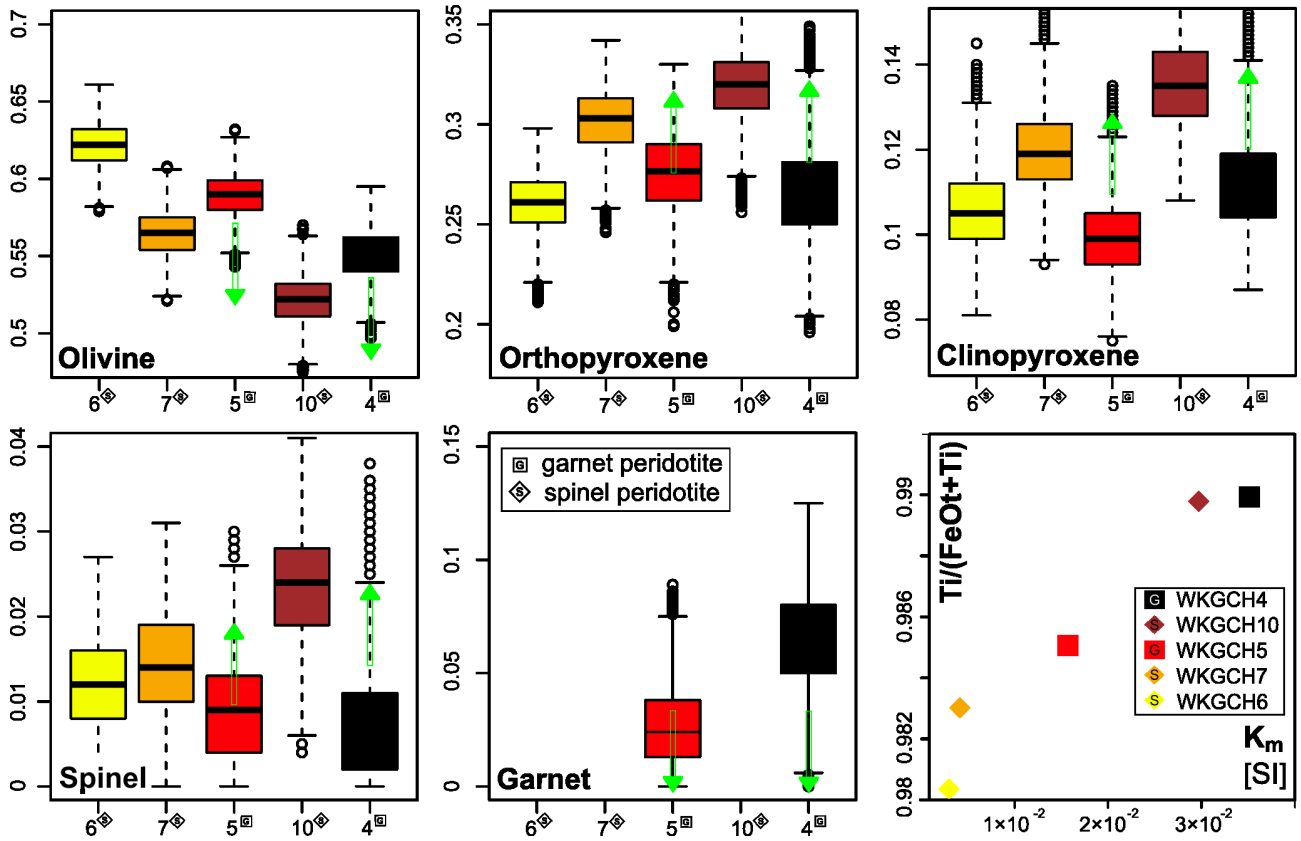 0.7
0.65
0.6
0.55
0.5
Olivine
6 S
7 S
5 G
10 S
4 G
0.35
0.3
0.25
0.2
Orthopyroxene
6 S
7 S
5 G
10 S
4 G
0.14
0.12
0.1
0.08
Clinopyroxene
6 S
7 S
5 G
10 S
4 G
0.04
0.03
0.02
0.01
0
Spinel
6 S
7 S
5 G
10 S
4 G
0.15
0.1
0.05
0
G garnet peridotite
S spinel peridotite
Garnet
6 S
7 S
5 G
10 S
4 G
Ti/(FeOt+Ti)
0.99
0.986
0.982
0.98
G WKGCH4
S WKGCH10
G WKGCH5
S WKGCH7
S WKGCH6
Km
[SI]
1×10-2
2×10-2
3×10-2